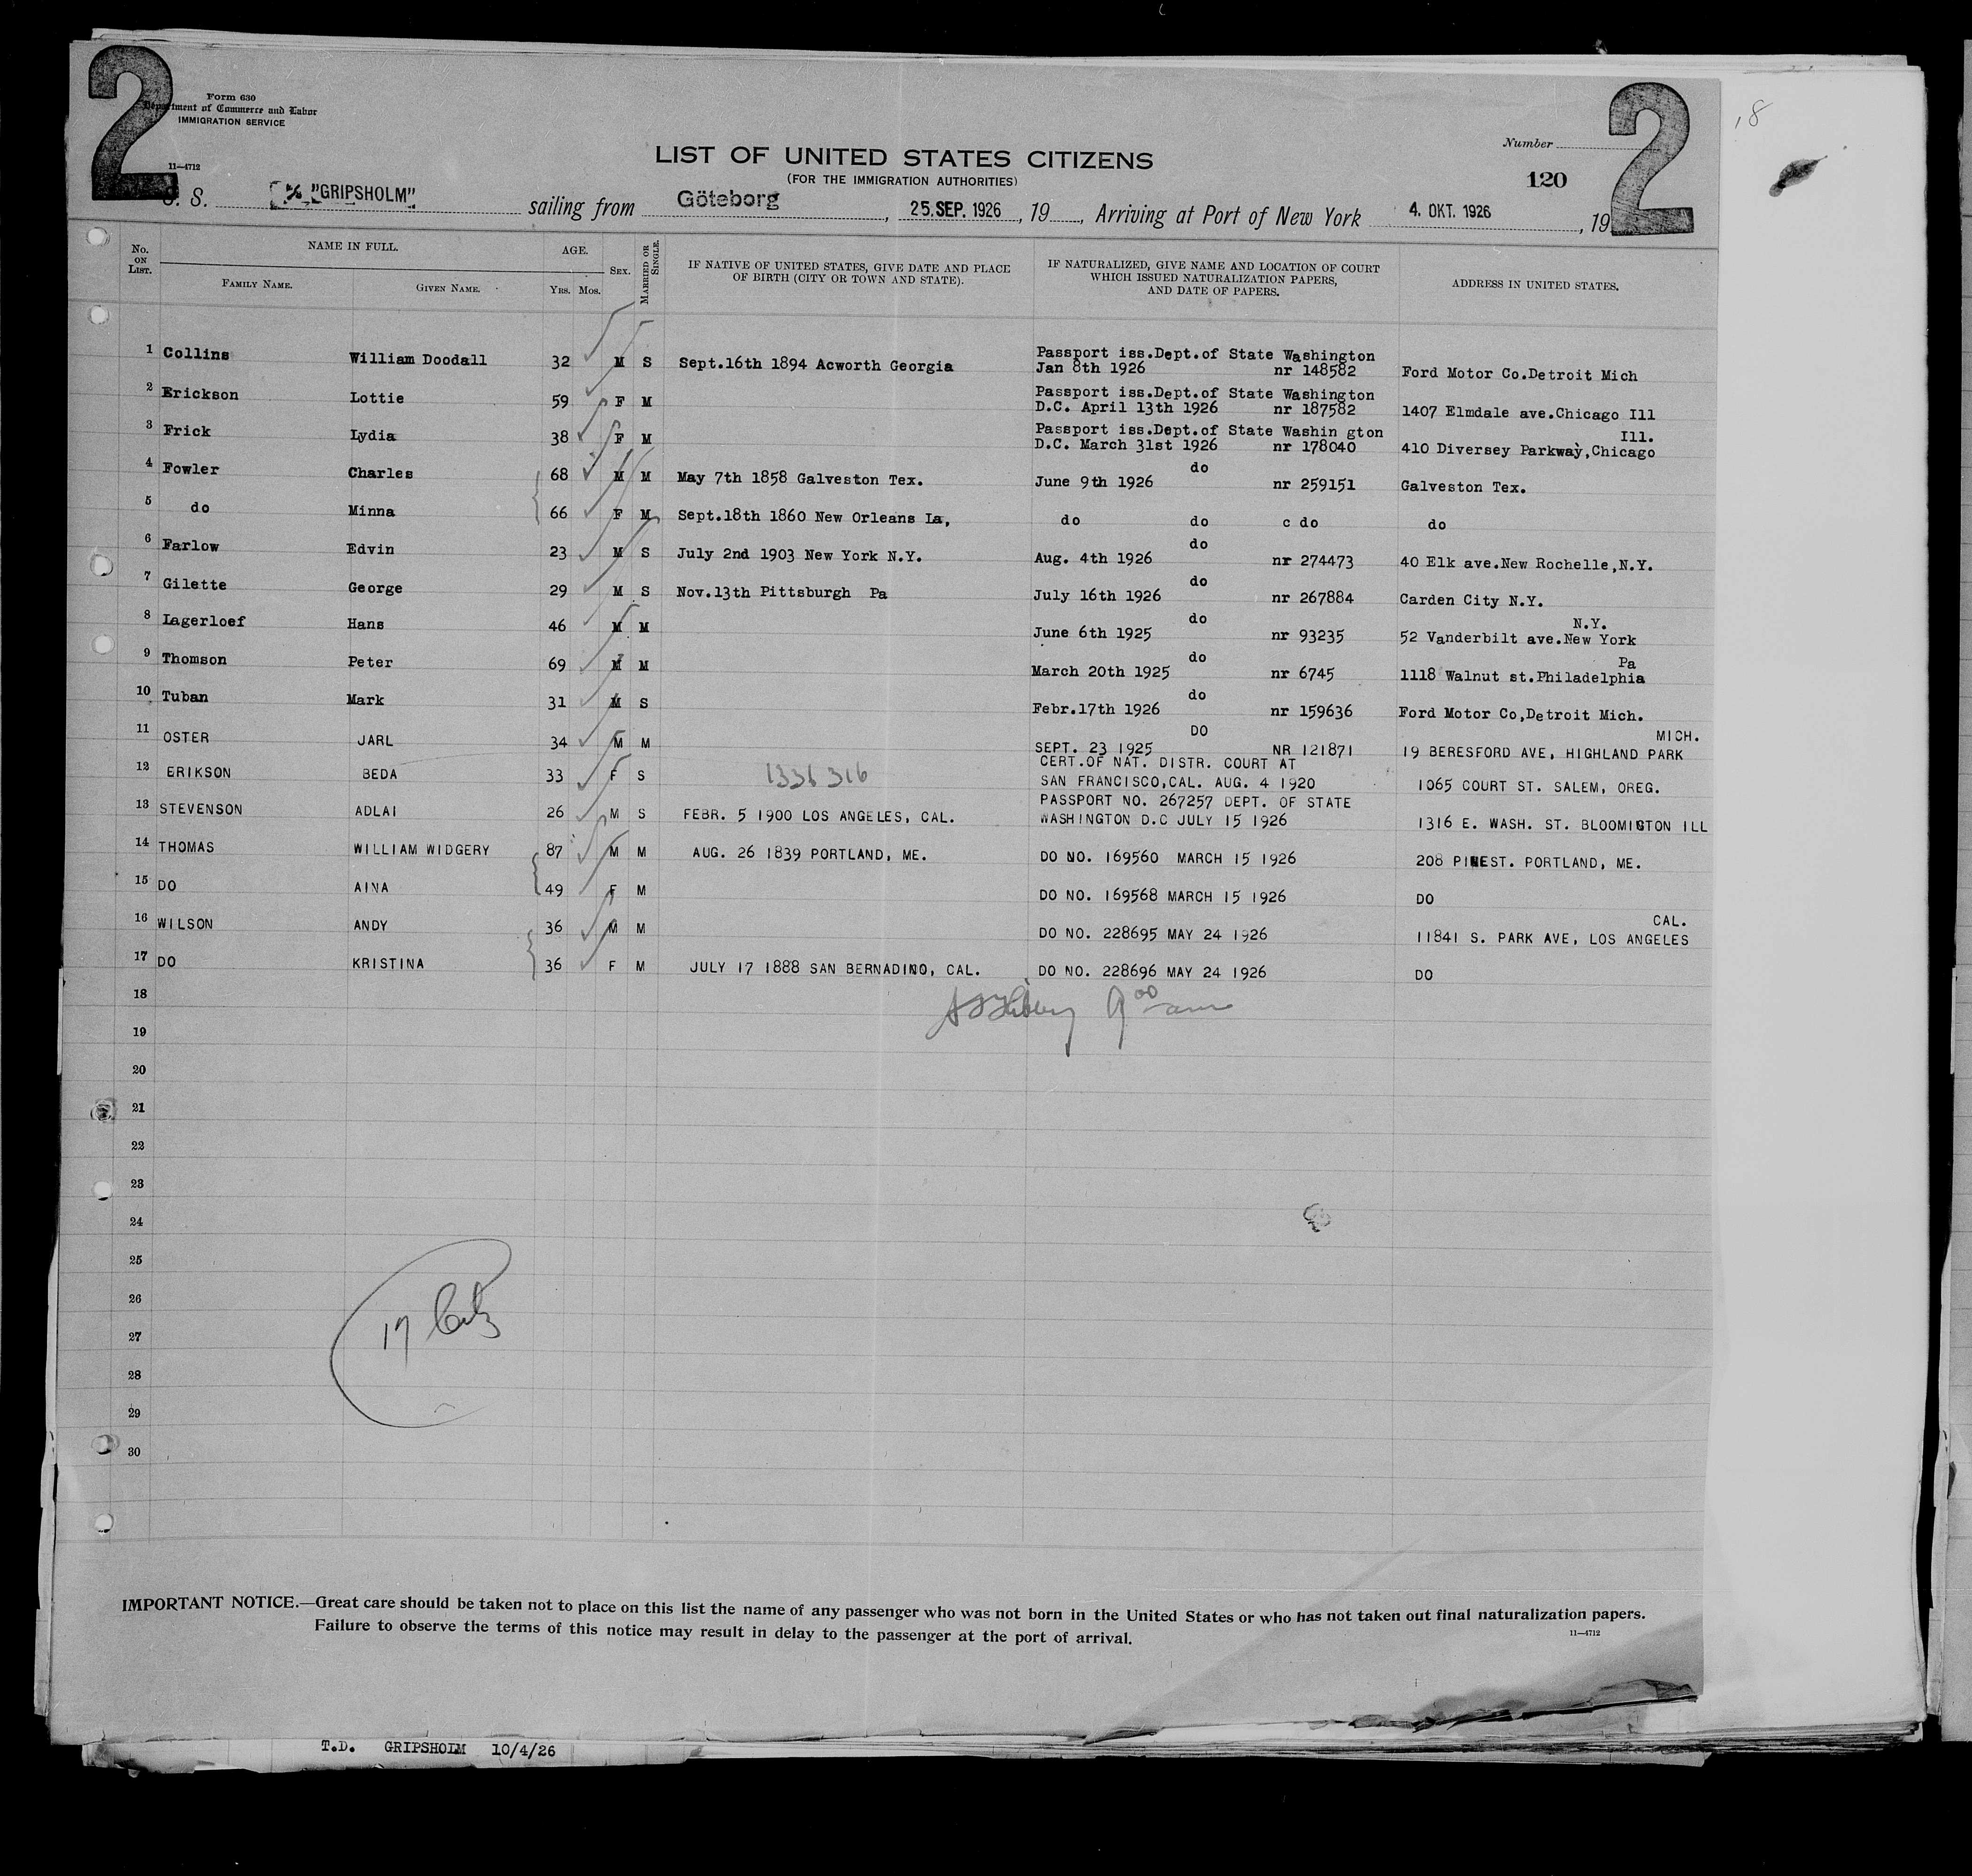 2 2
Form 630
Department of Commerce and Labor
IMMIGRATION SERVICE
11—4712
Number
120
LIST OF UNITED STATES CITIZENS
(FOR THE IMMIGRATION AUTHORITIES)
S. S. "GRIPSHOLM" sailing from Göteborg, 25.SEP. 1926, 19 , Arriving at Port of New York 4. OKT. 1926, 19
No. ON LIST. NAME IN FULL. FAMILY NAME. GIVEN NAME. AGE. YRS. MOS. SEX. MARRIED OR SINGLE. IF NATIVE OF UNITED STATES, GIVE DATE AND PLACE OF BIRTH (CITY OR TOWN AND STATE). IF NATURALIZED, GIVE NAME AND LOCATION OF COURT WHICH ISSUED NATURALIZATION PAPERS, AND DATE OF PAPERS. ADDRESS IN UNITED STATES.
1 Collins William Doodall 32 M S Sept.16th 1894 Acworth Georgia Passport iss.Dept.of State Washington Jan 8th 1926 nr 148582 Ford Motor Co.Detroit Mich
2 Erickson Lottie 59 F M Passport iss.Dept.of State Washington D.C. April 13th 1926 nr 187582 1407 Elmdale ave.Chicago Ill
3 Frick Lydia 38 F M Passport iss.Dept.of State Washin gton D.C. March 31st 1926 nr 178040 410 Diversey Parkway,Chicago Ill.
4 Fowler Charles 68 M M May 7th 1858 Galveston Tex. do June 9th 1926 nr 259151 Galveston Tex.
5 do Minna 66 F M Sept.18th 1860 New Orleans La, do do c do do
6 Farlow Edvin 23 M S July 2nd 1903 New York N.Y. do Aug. 4th 1926 nr 274473 40 Elk ave.New Rochelle,N.Y.
7 Gilette George 29 M S Nov.13th Pittsburgh Pa do July 16th 1926 nr 267884 Carden City N.Y.
8 Lagerloef Hans 46 M M do June 6th 1925 nr 93235 52 Vanderbilt ave.New York N.Y.
9 Thomson Peter 69 M M do March 20th 1925 nr 6745 1118 Walnut st.Philadelphia Pa
10 Tuban Mark 31 M S do Febr.17th 1926 nr 159636 Ford Motor Co,Detroit Mich.
11 OSTER JARL 34 M M DO SEPT. 23 1925 NR 121871 19 BERESFORD AVE, HIGHLAND PARK MICH.
12 ERIKSON BEDA 33 F S 1336 316 CERT.OF NAT. DISTR. COURT AT SAN FRANCISCO,CAL. AUG. 4 1920 1065 COURT ST. SALEM, OREG.
13 STEVENSON ADLAI 26 M S FEBR. 5 1900 LOS ANGELES, CAL. PASSPORT NO. 267257 DEPT. OF STATE WASHINGTON D.C JULY 15 1926 1316 E. WASH. ST. BLOOMIGTON ILL
14 THOMAS WILLIAM WIDGERY 87 M M AUG. 26 1839 PORTLAND, ME. DO NO. 169560 MARCH 15 1926 208 PINEST. PORTLAND, ME.
15 DO AINA 49 F M DO NO. 169568 MARCH 15 1926 DO
16 WILSON ANDY 36 M M DO NO. 228695 MAY 24 1926 11841 S. PARK AVE, LOS ANGELES CAL.
17 DO KRISTINA 36 F M JULY 17 1888 SAN BERNADINO, CAL. DO NO. 228696 MAY 24 1926 DO
18
9 00 am
19
20
21
22
23
24
25
26
27
28
29
30
17
IMPORTANT NOTICE.—Great care should be taken not to place on this list the name of any passenger who was not born in the United States or who has not taken out final naturalization papers.
Failure to observe the terms of this notice may result in delay to the passenger at the port of arrival.
11—4712
T.D. GRIPSHOLM 10/4/26